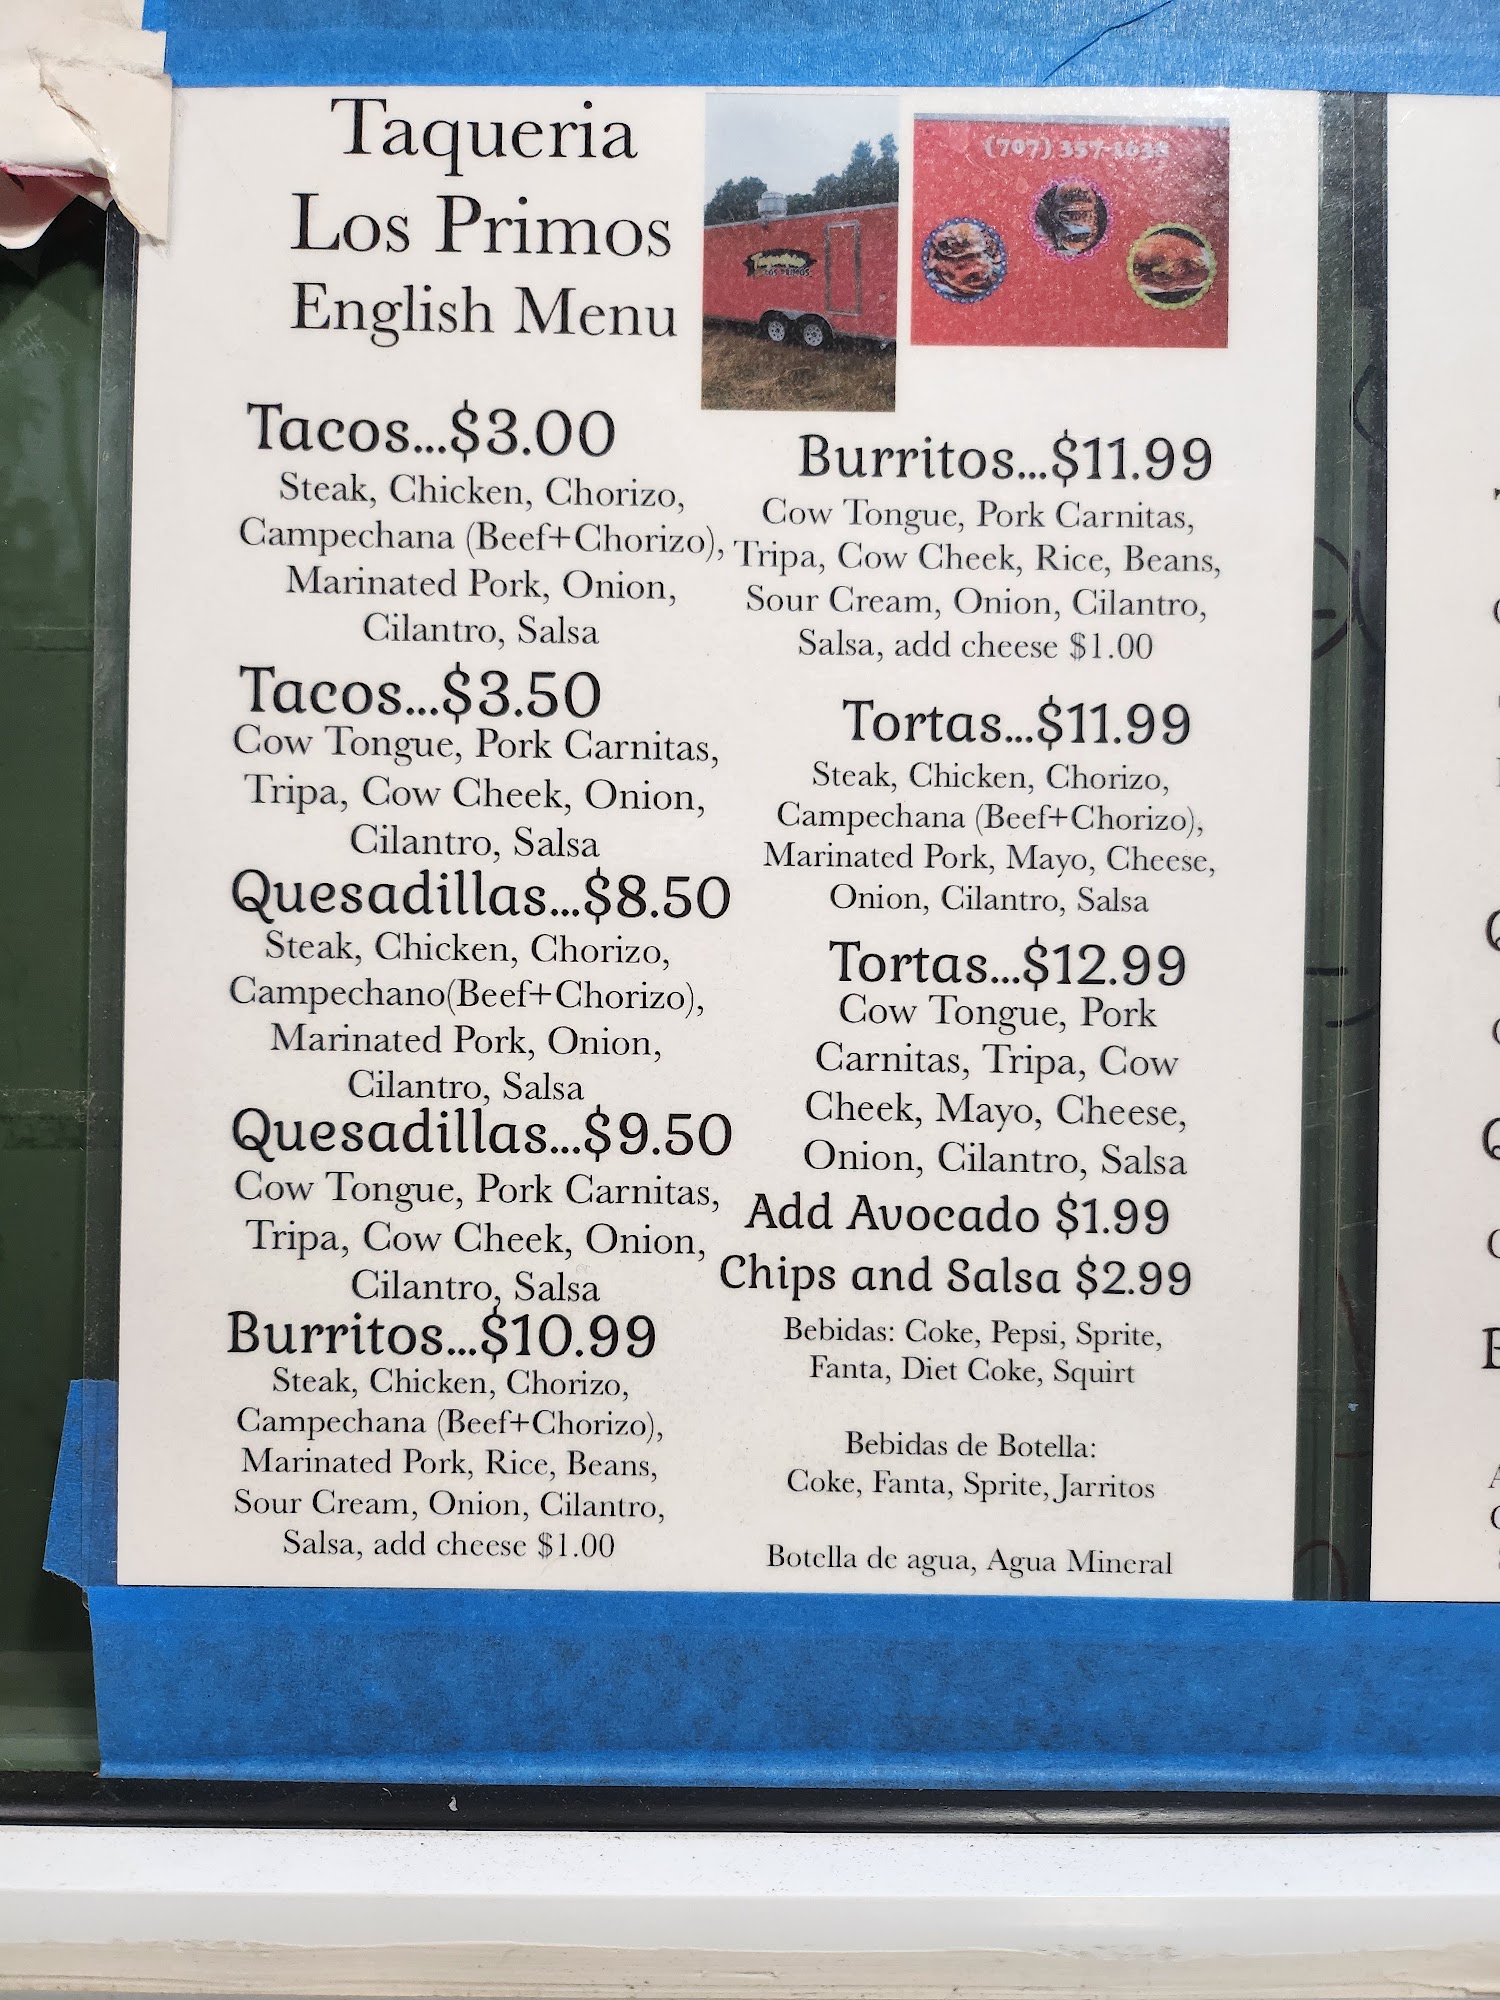 Taqueria
Los Primos
English Menu
(707) 357-1638
LOS PRIMOS
Tacos...$3.00
Steak, Chicken, Chorizo,
Campechana (Beef+Chorizo),
Marinated Pork, Onion,
Cilantro, Salsa
Tacos...$3.50
Cow Tongue, Pork Carnitas,
Tripa, Cow Cheek, Onion,
Cilantro, Salsa
Quesadillas...$8.50
Steak, Chicken, Chorizo,
Campechano(Beef+Chorizo),
Marinated Pork, Onion,
Cilantro, Salsa
Quesadillas...$9.50
Cow Tongue, Pork Carnitas,
Tripa, Cow Cheek, Onion,
Cilantro, Salsa
Burritos...$10.99
Steak, Chicken, Chorizo,
Campechana (Beef+Chorizo),
Marinated Pork, Rice, Beans,
Sour Cream, Onion, Cilantro,
Salsa, add cheese $1.00
Burritos...$11.99
Cow Tongue, Pork Carnitas,
Tripa, Cow Cheek, Rice, Beans,
Sour Cream, Onion, Cilantro,
Salsa, add cheese $1.00
Tortas...$11.99
Steak, Chicken, Chorizo,
Campechana (Beef+Chorizo),
Marinated Pork, Mayo, Cheese,
Onion, Cilantro, Salsa
Tortas...$12.99
Cow Tongue, Pork
Carnitas, Tripa, Cow
Cheek, Mayo, Cheese,
Onion, Cilantro, Salsa
Add Avocado $1.99
Chips and Salsa $2.99
Bebidas: Coke, Pepsi, Sprite,
Fanta, Diet Coke, Squirt
Bebidas de Botella:
Coke, Fanta, Sprite, Jarritos
Botella de agua, Agua Mineral